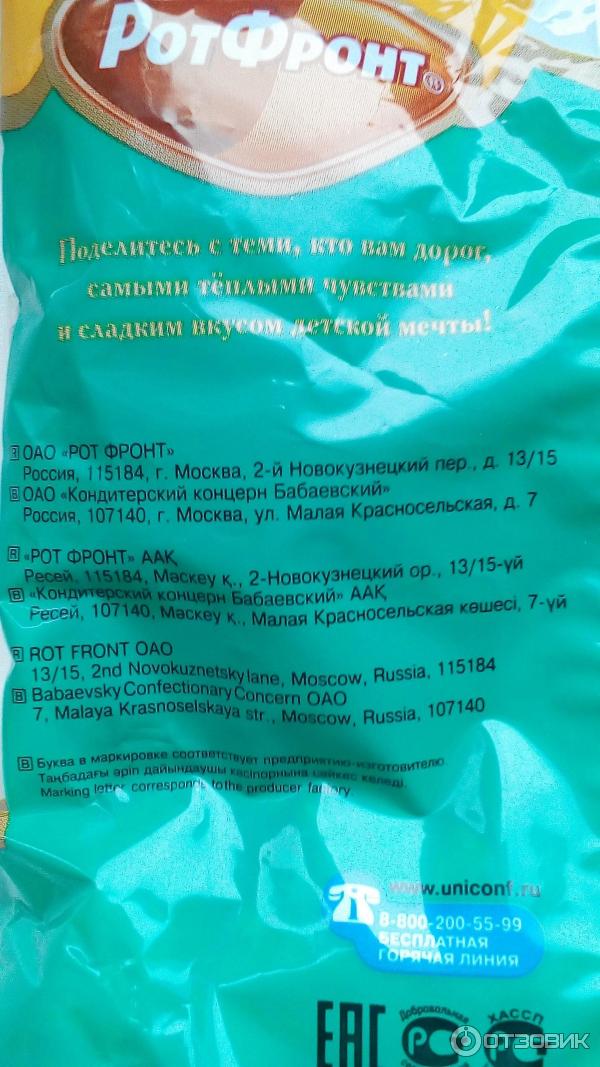 РотФронт®
Поделитесь с теми, кто вам дорог,
самыми тёплыми чувствами
и сладким вкусом детской мечты!
ОАО «РОТ ФРОНТ»
Россия, 115184, г. Москва, 2-й Новокузнецкий пер., д. 13/15
В ОАО «Кондитерский концерн Бабаевский»
Россия, 107140, г. Москва, ул. Малая Красносельская, д. 7
R «РОТ ФРОНТ» ААҚ
Ресей, 115184, Мәскеу қ., 2-Новокузнецкий ор., 13/15-үй
В «Кондитерский концерн Бабаевский» ААҚ
Ресей, 107140, Мәскеу қ., Малая Красносельская көшесі, 7-үй
ROT FRONT OAO
13/15, 2nd Novokuznetsky lane, Moscow, Russia, 115184
B Babaevsky Confectionary Concern OAO
7, Malaya Krasnoselskaya str., Moscow, Russia, 107140
В Буква в маркировке соответствует предприятию-изготовителю.
Таңбадағы әріп дайындаушы кәсіпорнына сәйкес келеді.
Marking letter corresponds to the producer factory.
www.uniconf.ru
8-800-200-55-99
БЕСПЛАТНАЯ
ГОРЯЧАЯ ЛИНИЯ
EAC Добровольная РС ХАССП РС
ОТЗОВИК